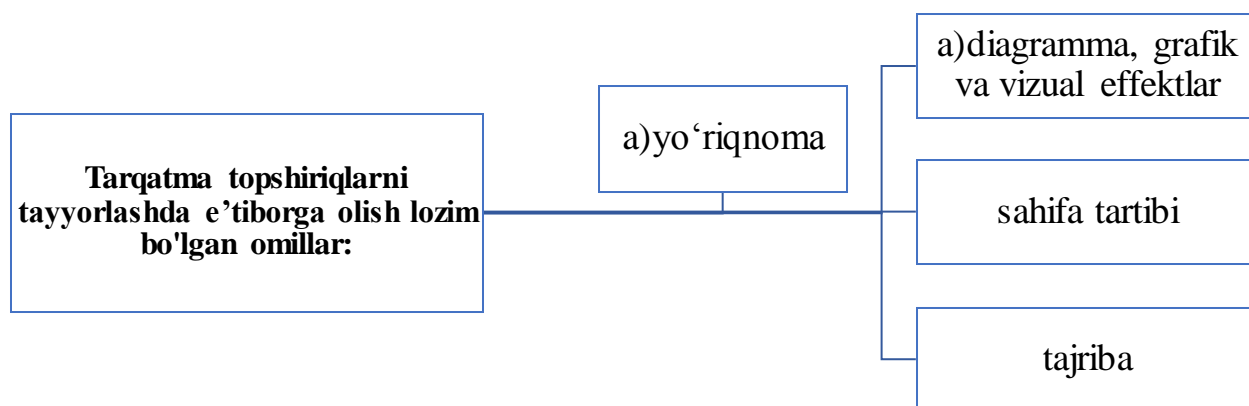 Tarqatma topshiriqlarni
tayyorlashda e’tiborga olish lozim
bo'lgan omillar:
a)yo‘riqnoma
a)diagramma, grafik
va vizual effektlar
sahifa tartibi
tajriba